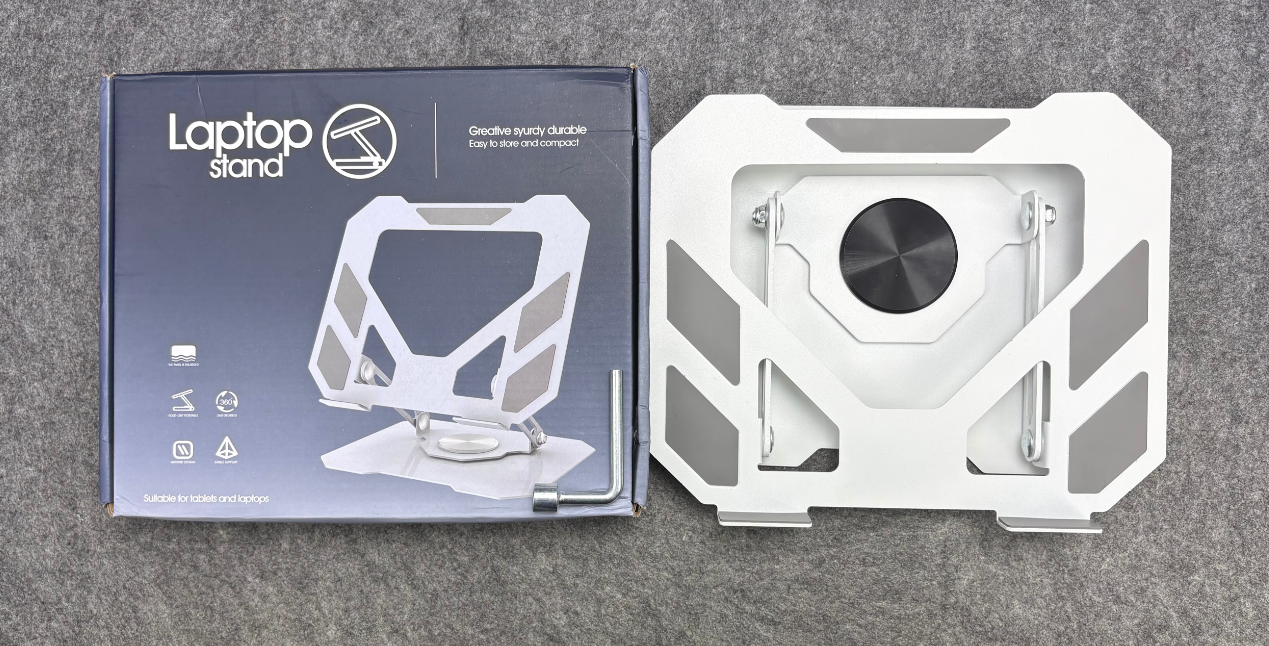 Laptop
stand
Greative syurdy durable
Easy to store and compact
360
Suitable for tablets and laptops